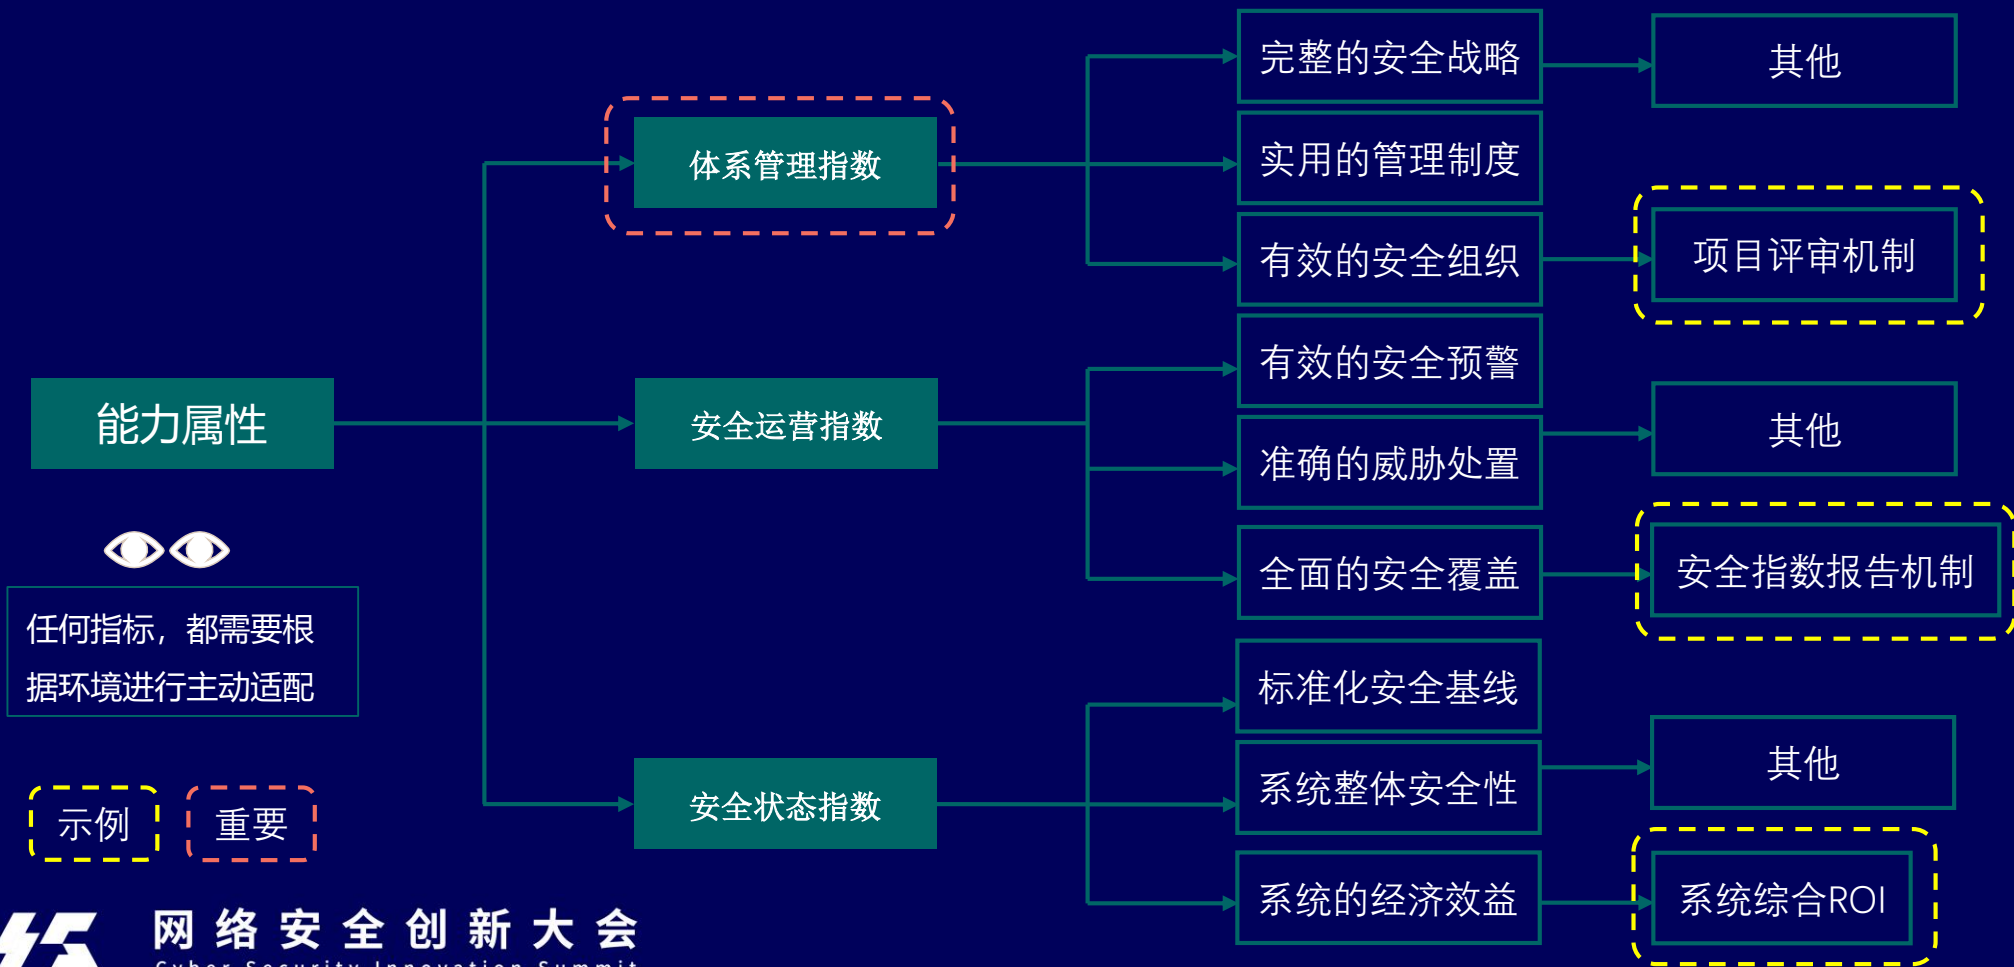 完整的安全战略
其他
体系管理指数
实用的管理制度
有效的安全组织
项目评审机制
有效的安全预警
能力属性
安全运营指数
准确的威胁处置
其他
全面的安全覆盖
安全指数报告机制
任何指标，都需要根
据环境进行主动适配
标准化安全基线
系统整体安全性
其他
安全状态指数
示例
重要
系统的经济效益
系统综合ROI
网络安全创新大会
Cyber Security Innovation Summit